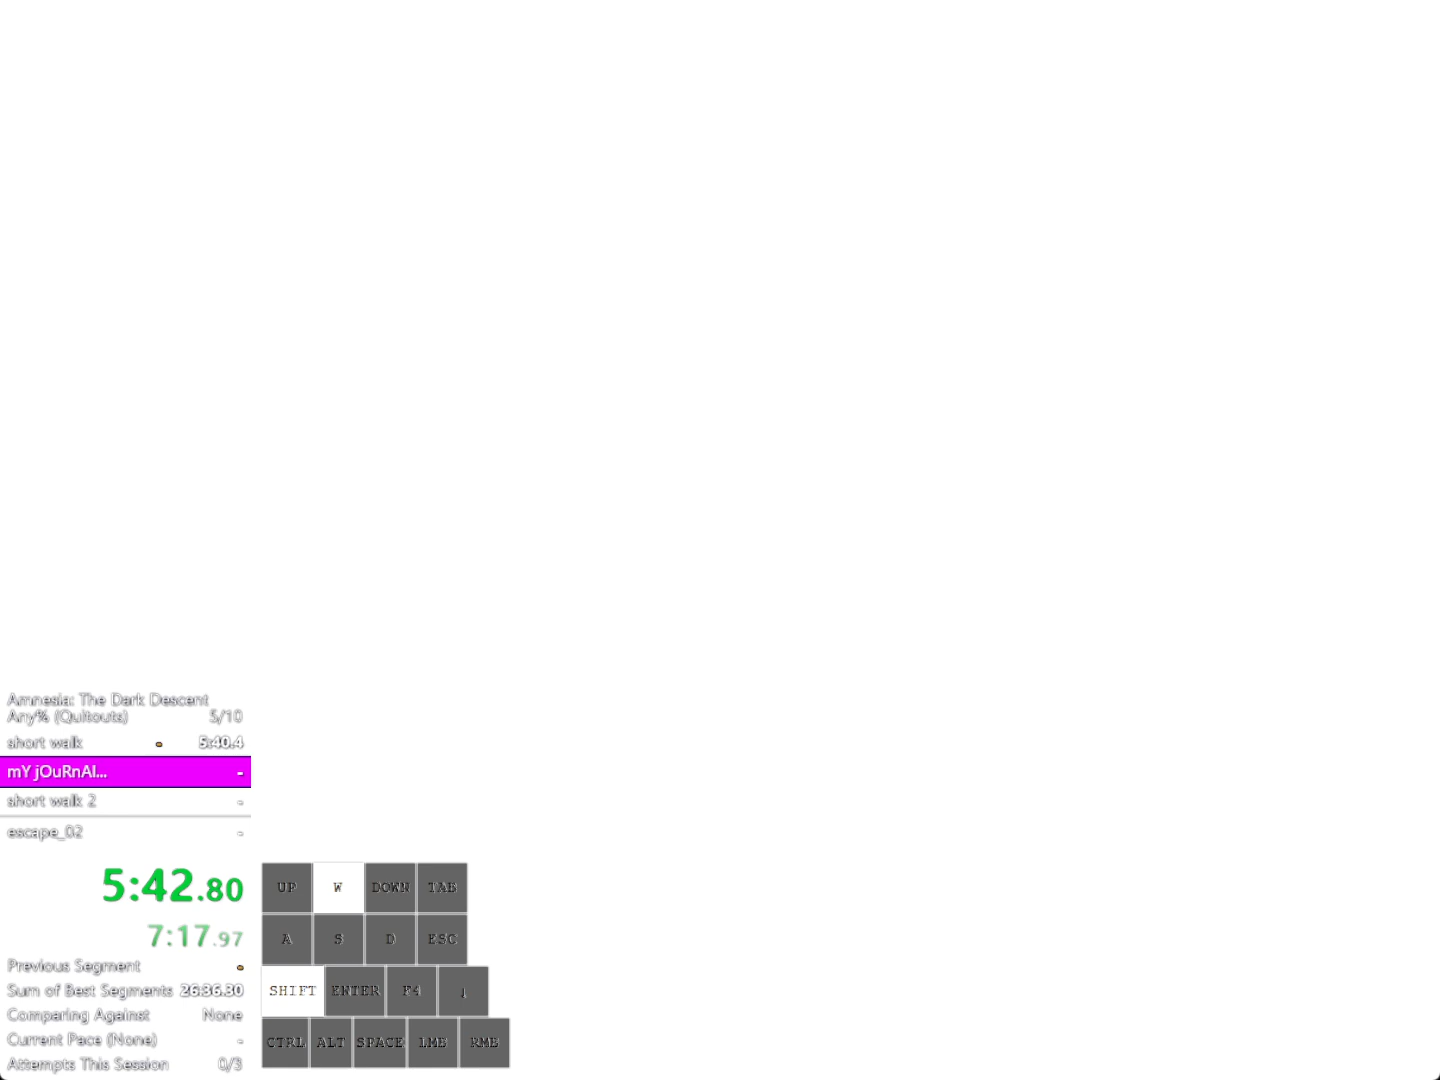 Amnesia: The Dark Descent
Any% (Quitouts) 5/10
short walk 5:40.4
mY jOuRnAl... -
short walk 2 -
escape_02 -
5:42.80
7:17.97
Previous Segment
Sum of Best Segments 26:36.30
Comparing Against None
Current Pace (None) -
Attempts This Session 0/3
UP W DOWN TAB
A S D ESC
SHIFT ENTER F4 ↓
CTRL ALT SPACE LMB RMB